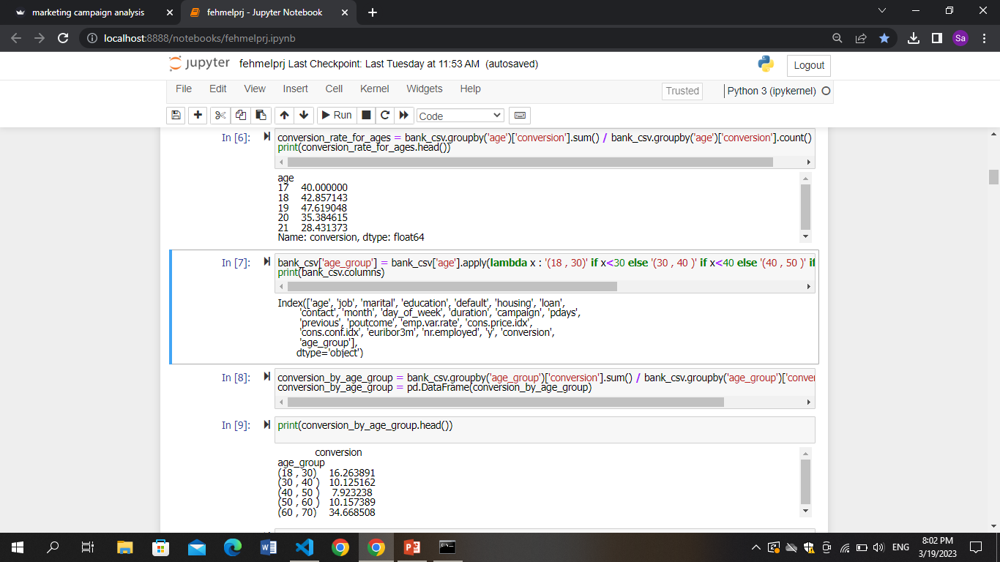 marketing campaign analysis
fehmelprj - Jupyter Notebook
localhost:8888/notebooks/fehmelprj.ipynb
Sa
jupyter fehmelprj Last Checkpoint: Last Tuesday at 11:53 AM (autosaved)
Logout
File Edit View Insert Cell Kernel Widgets Help
Trusted
Python 3 (ipykernel)
Run
Code
In [6]: conversion_rate_for_ages = bank_csv.groupby('age')['conversion'].sum() / bank_csv.groupby('age')['conversion'].count()
print(conversion_rate_for_ages.head())
age
17 40.000000
18 42.857143
19 47.619048
20 35.384615
21 28.431373
Name: conversion, dtype: float64
In [7]: bank_csv['age_group'] = bank_csv['age'].apply(lambda x : '(18 , 30)' if x<30 else '(30 , 40 )' if x<40 else '(40 , 50 )' if
print(bank_csv.columns)
Index(['age', 'job', 'marital', 'education', 'default', 'housing', 'loan',
'contact', 'month', 'day_of_week', 'duration', 'campaign', 'pdays',
'previous', 'poutcome', 'emp.var.rate', 'cons.price.idx',
'cons.conf.idx', 'euribor3m', 'nr.employed', 'y', 'conversion',
'age_group'],
dtype='object')
In [8]: conversion_by_age_group = bank_csv.groupby('age_group')['conversion'].sum() / bank_csv.groupby('age_group')['conver
conversion_by_age_group = pd.DataFrame(conversion_by_age_group)
In [9]: print(conversion_by_age_group.head())
conversion
age_group
(18 , 30) 16.263891
(30 , 40 ) 10.125162
(40 , 50 ) 7.923238
(50 , 60 ) 10.157389
(60 , 70) 34.668508
ENG
8:02 PM
3/19/2023